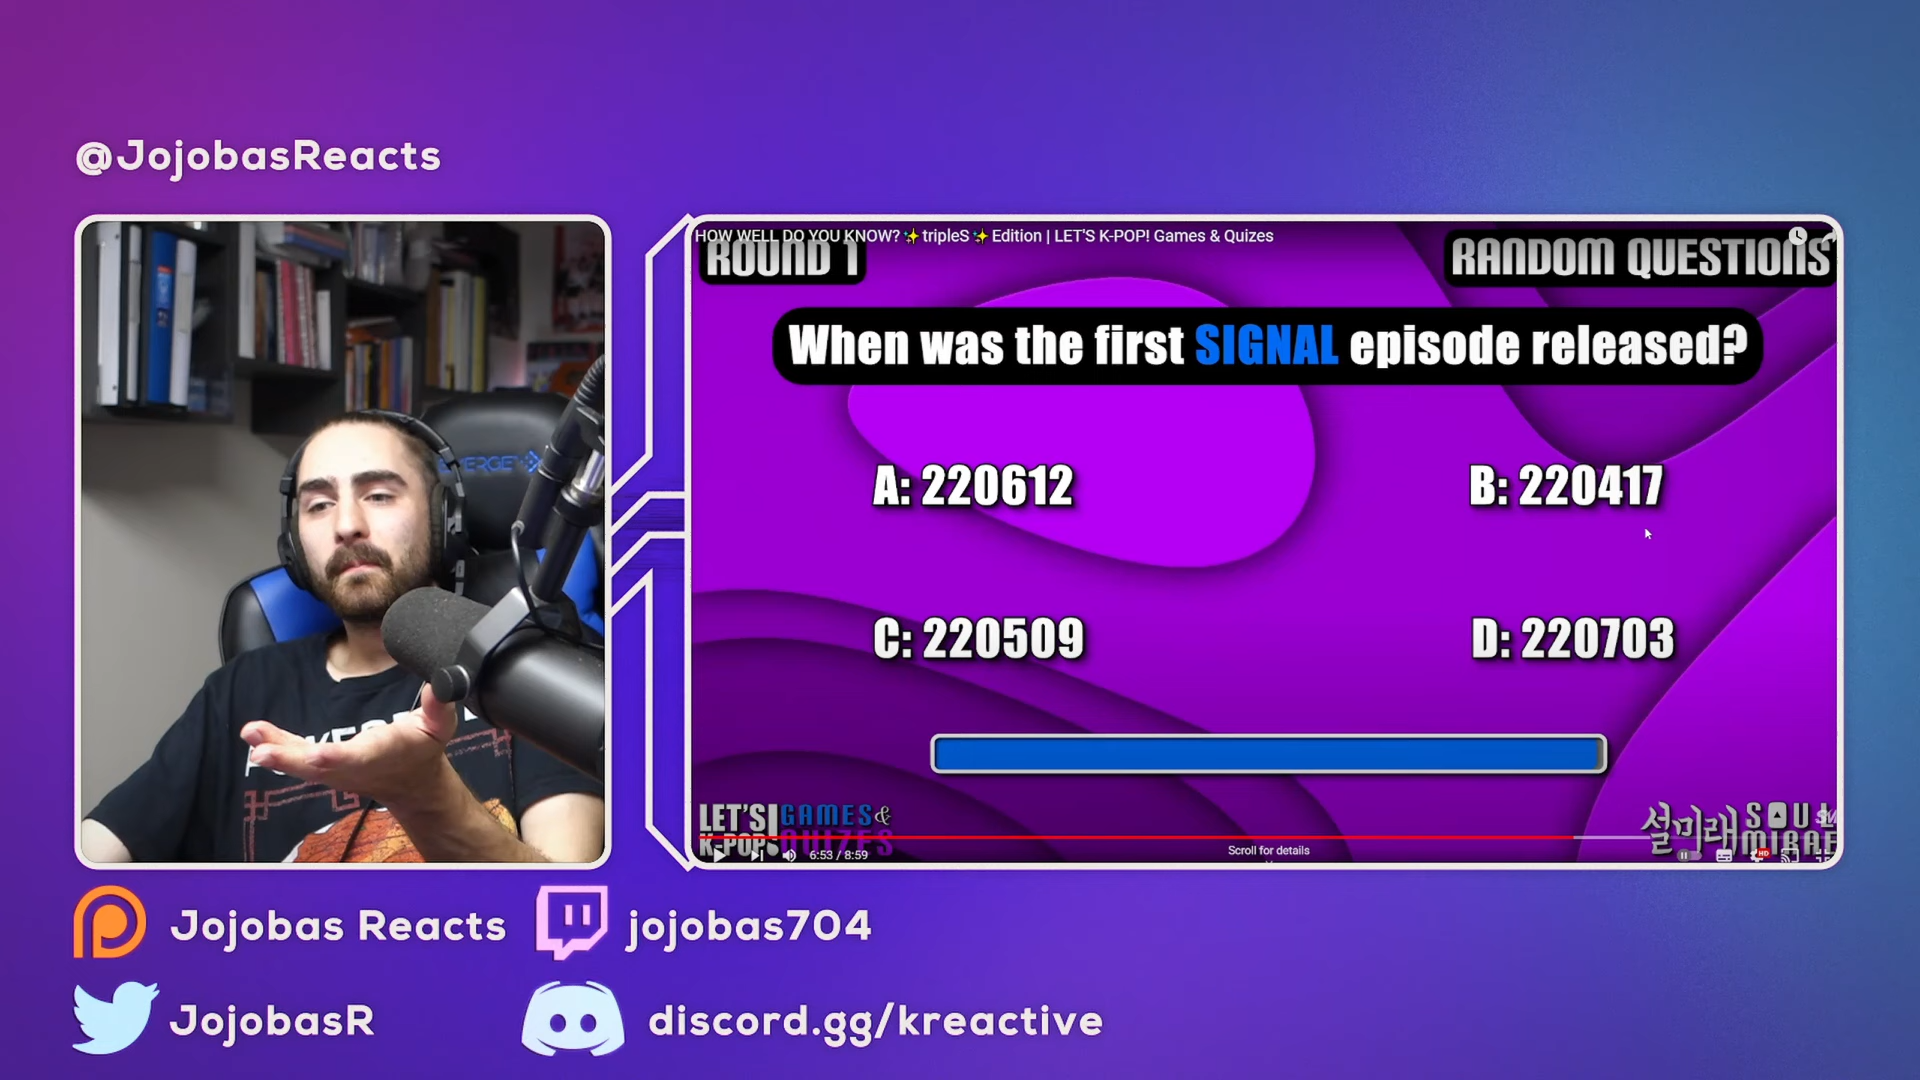 @JojobasReacts
HOW WELL DO YOU KNOW?✨tripleS✨Edition | LET'S K-POP! Games & Quizes
ROUND 1
RANDOM QUESTIONS
When was the first SIGNAL episode released?
A: 220612
B: 220417
C: 220509
D: 220703
LET'S K-POP! GAMES & QUIZES
설미래 SOUL MIRAE
6:53 / 8:59
Scroll for details
HD
Jojobas Reacts
jojobas704
JojobasR
discord.gg/kreactive